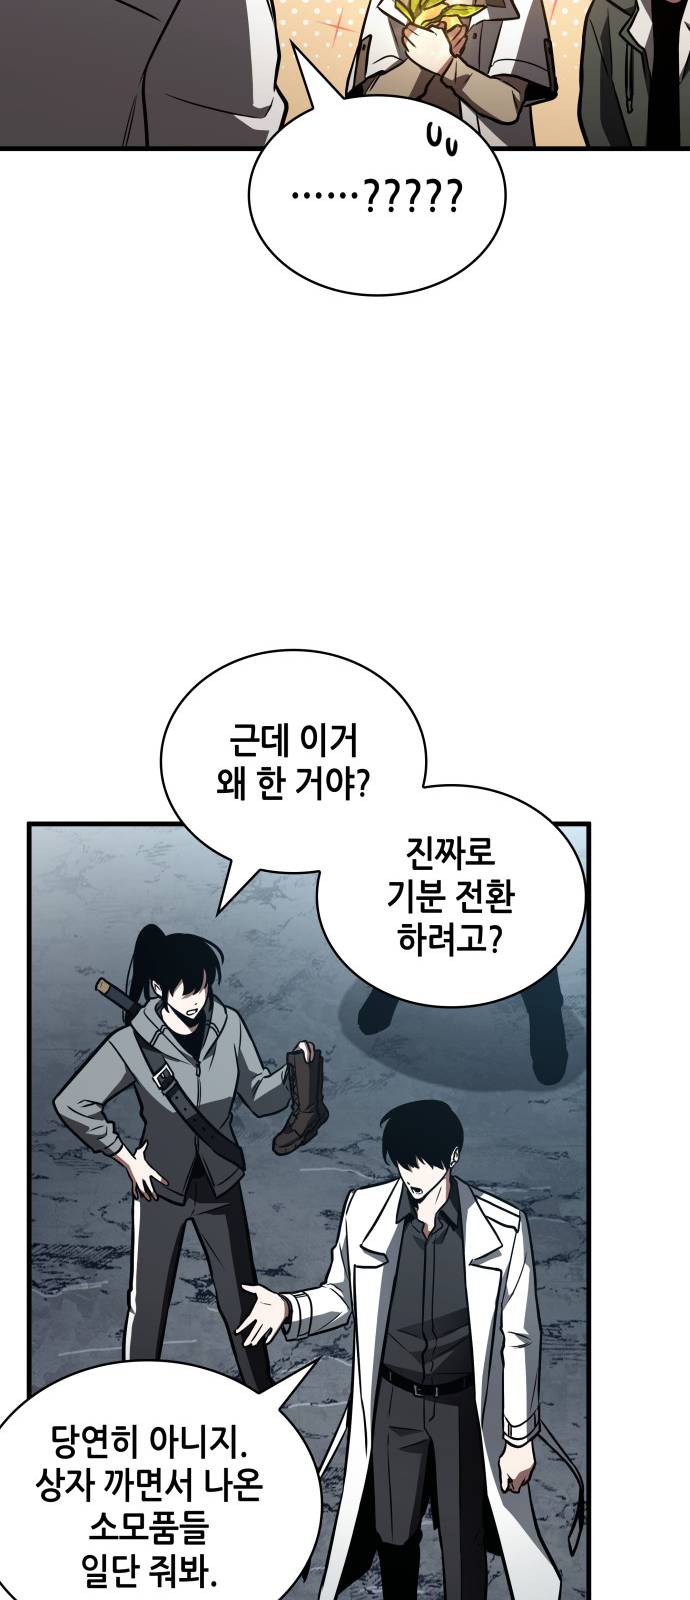 ……?????
근데 이거
왜 한 거야?
진짜로
기분 전환
하려고?
당연히 아니지.
상자 까면서 나온
소모품들
일단 줘봐.